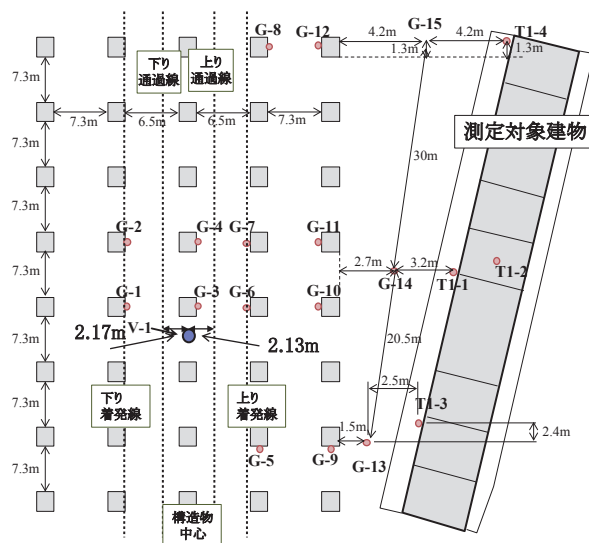 G-8
G-12
4.2m
G-15
4.2m
T1-4
1.3m
1.3m
下り
通過線
上り
通過線
7.3m
7.3m
6.5m
6.5m
7.3m
測定対象建物
7.3m
30m
7.3m
G-2
G-4
G-7
G-11
2.7m
3.2m
7.3m
G-14
T1-1
T1-2
G-1
G-3
G-6
G-10
V-1
2.17m
2.13m
7.3m
20.5m
2.5m
下り
着発線
上り
着発線
T1-3
7.3m
1.5m
2.4m
G-5
G-9
G-13
7.3m
構造物
中心